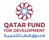 QATAR FUND
FOR DEVELOPMENT
صندوق قطر للتنمية